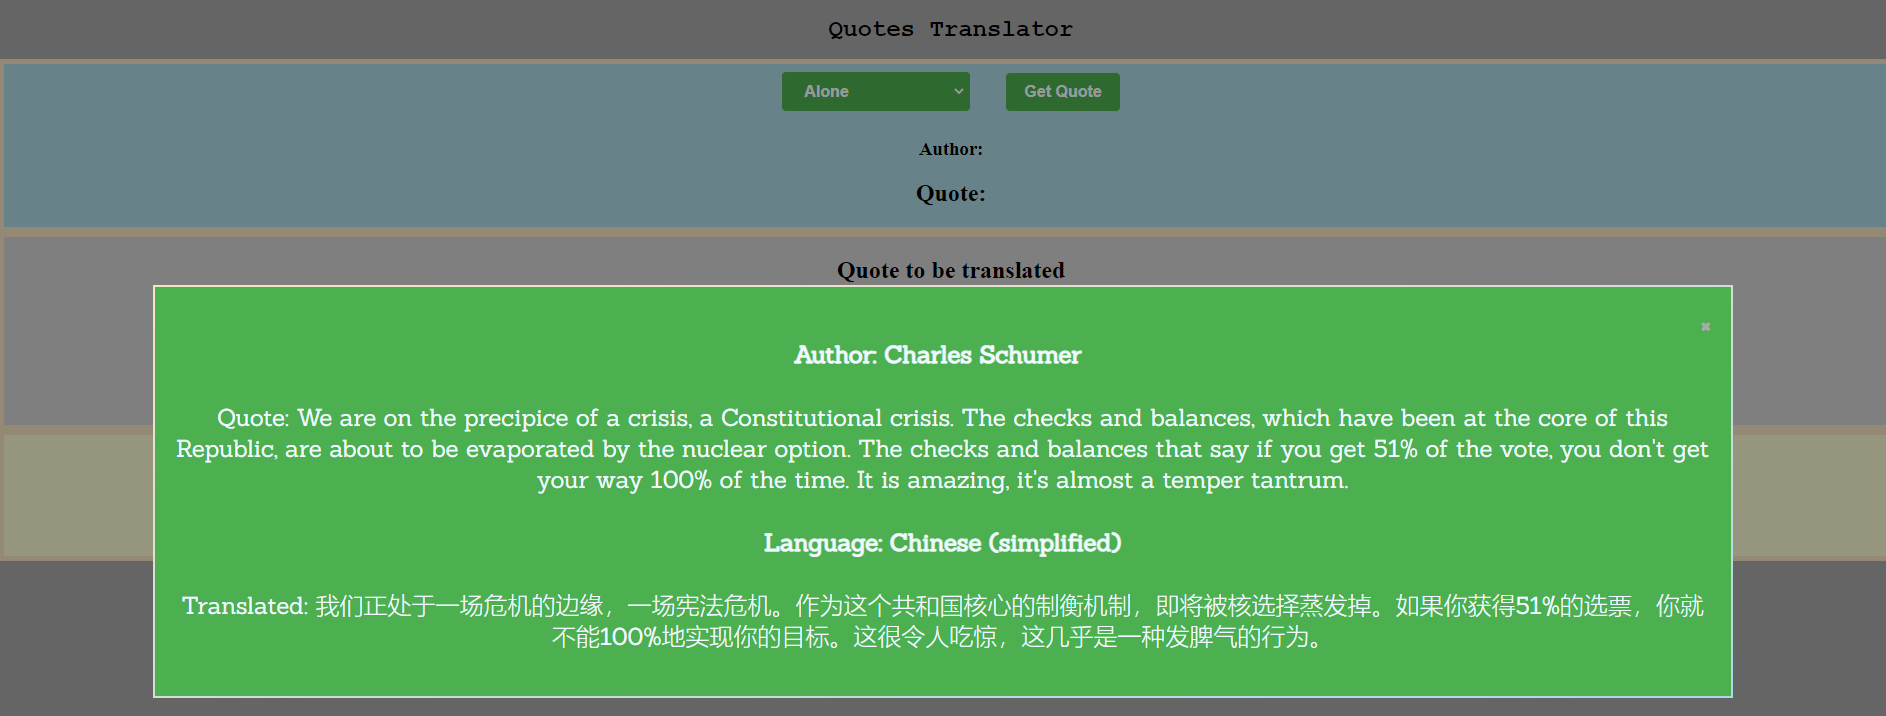 Quotes Translator
Alone
Get Quote
Author:
Quote:
Quote to be translated
Author: Charles Schumer
Quote: We are on the precipice of a crisis, a Constitutional crisis. The checks and balances, which have been at the core of this
Republic, are about to be evaporated by the nuclear option. The checks and balances that say if you get 51% of the vote, you don't get
your way 100% of the time. It is amazing, it's almost a temper tantrum.
Language: Chinese (simplified)
Translated: 我们正处于一场危机的边缘，一场宪法危机。作为这个共和国核心的制衡机制，即将被核选择蒸发掉。如果你获得51%的选票，你就
不能100%地实现你的目标。这很令人吃惊，这几乎是一种发脾气的行为。